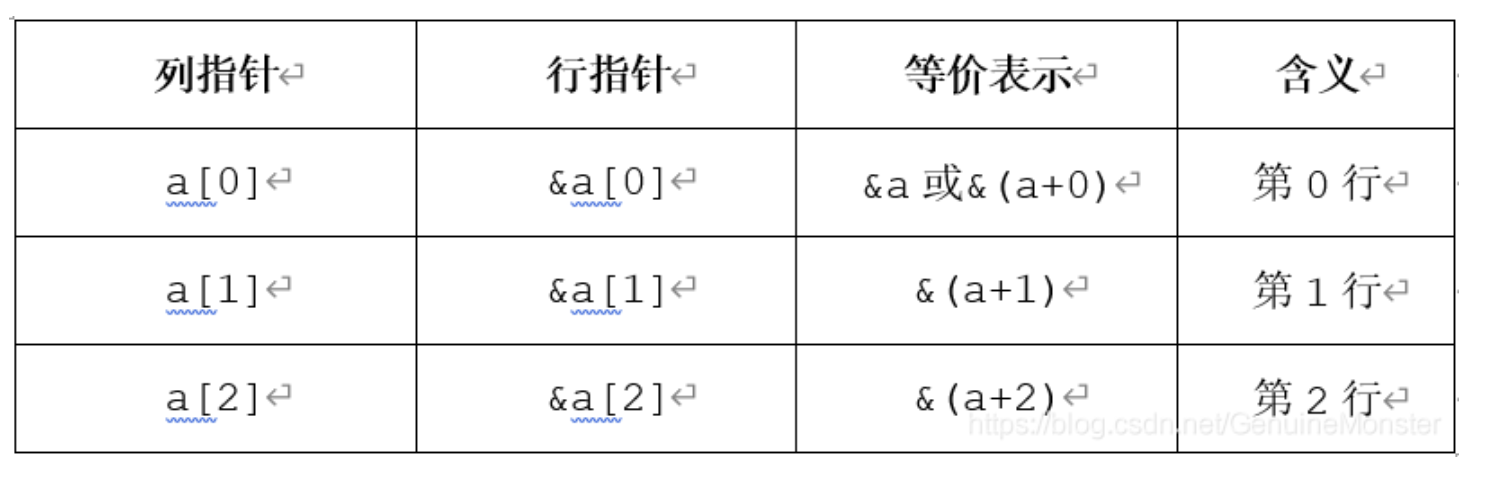 列指针 行指针 等价表示 含义
a[0] &a[0] &a 或&(a+0) 第 0 行
a[1] &a[1] &(a+1) 第 1 行
a[2] &a[2] &(a+2) 第 2 行
https://blog.csdn.net/GenuineMonster